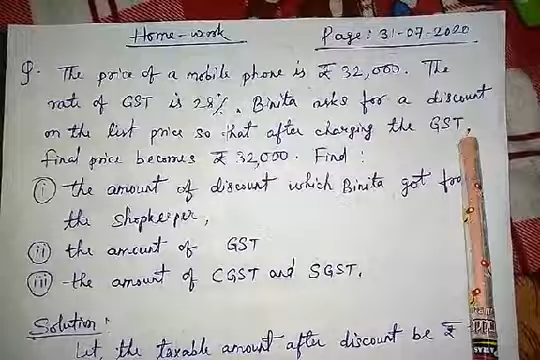 Home-work Page: 31-07-2020
Q. The price of a mobile phone is ₹ 32,000. The
rate of GST is 28%. Binita asks for a discount
on the list price so that after charging the GST,
final price becomes ₹ 32,000. Find:
(i) the amount of discount which Binita got
the shopkeeper,
(ii) the amount of GST
(iii) the amount of CGST and SGST.
Solution:
Let, the taxable amount after discount be ₹